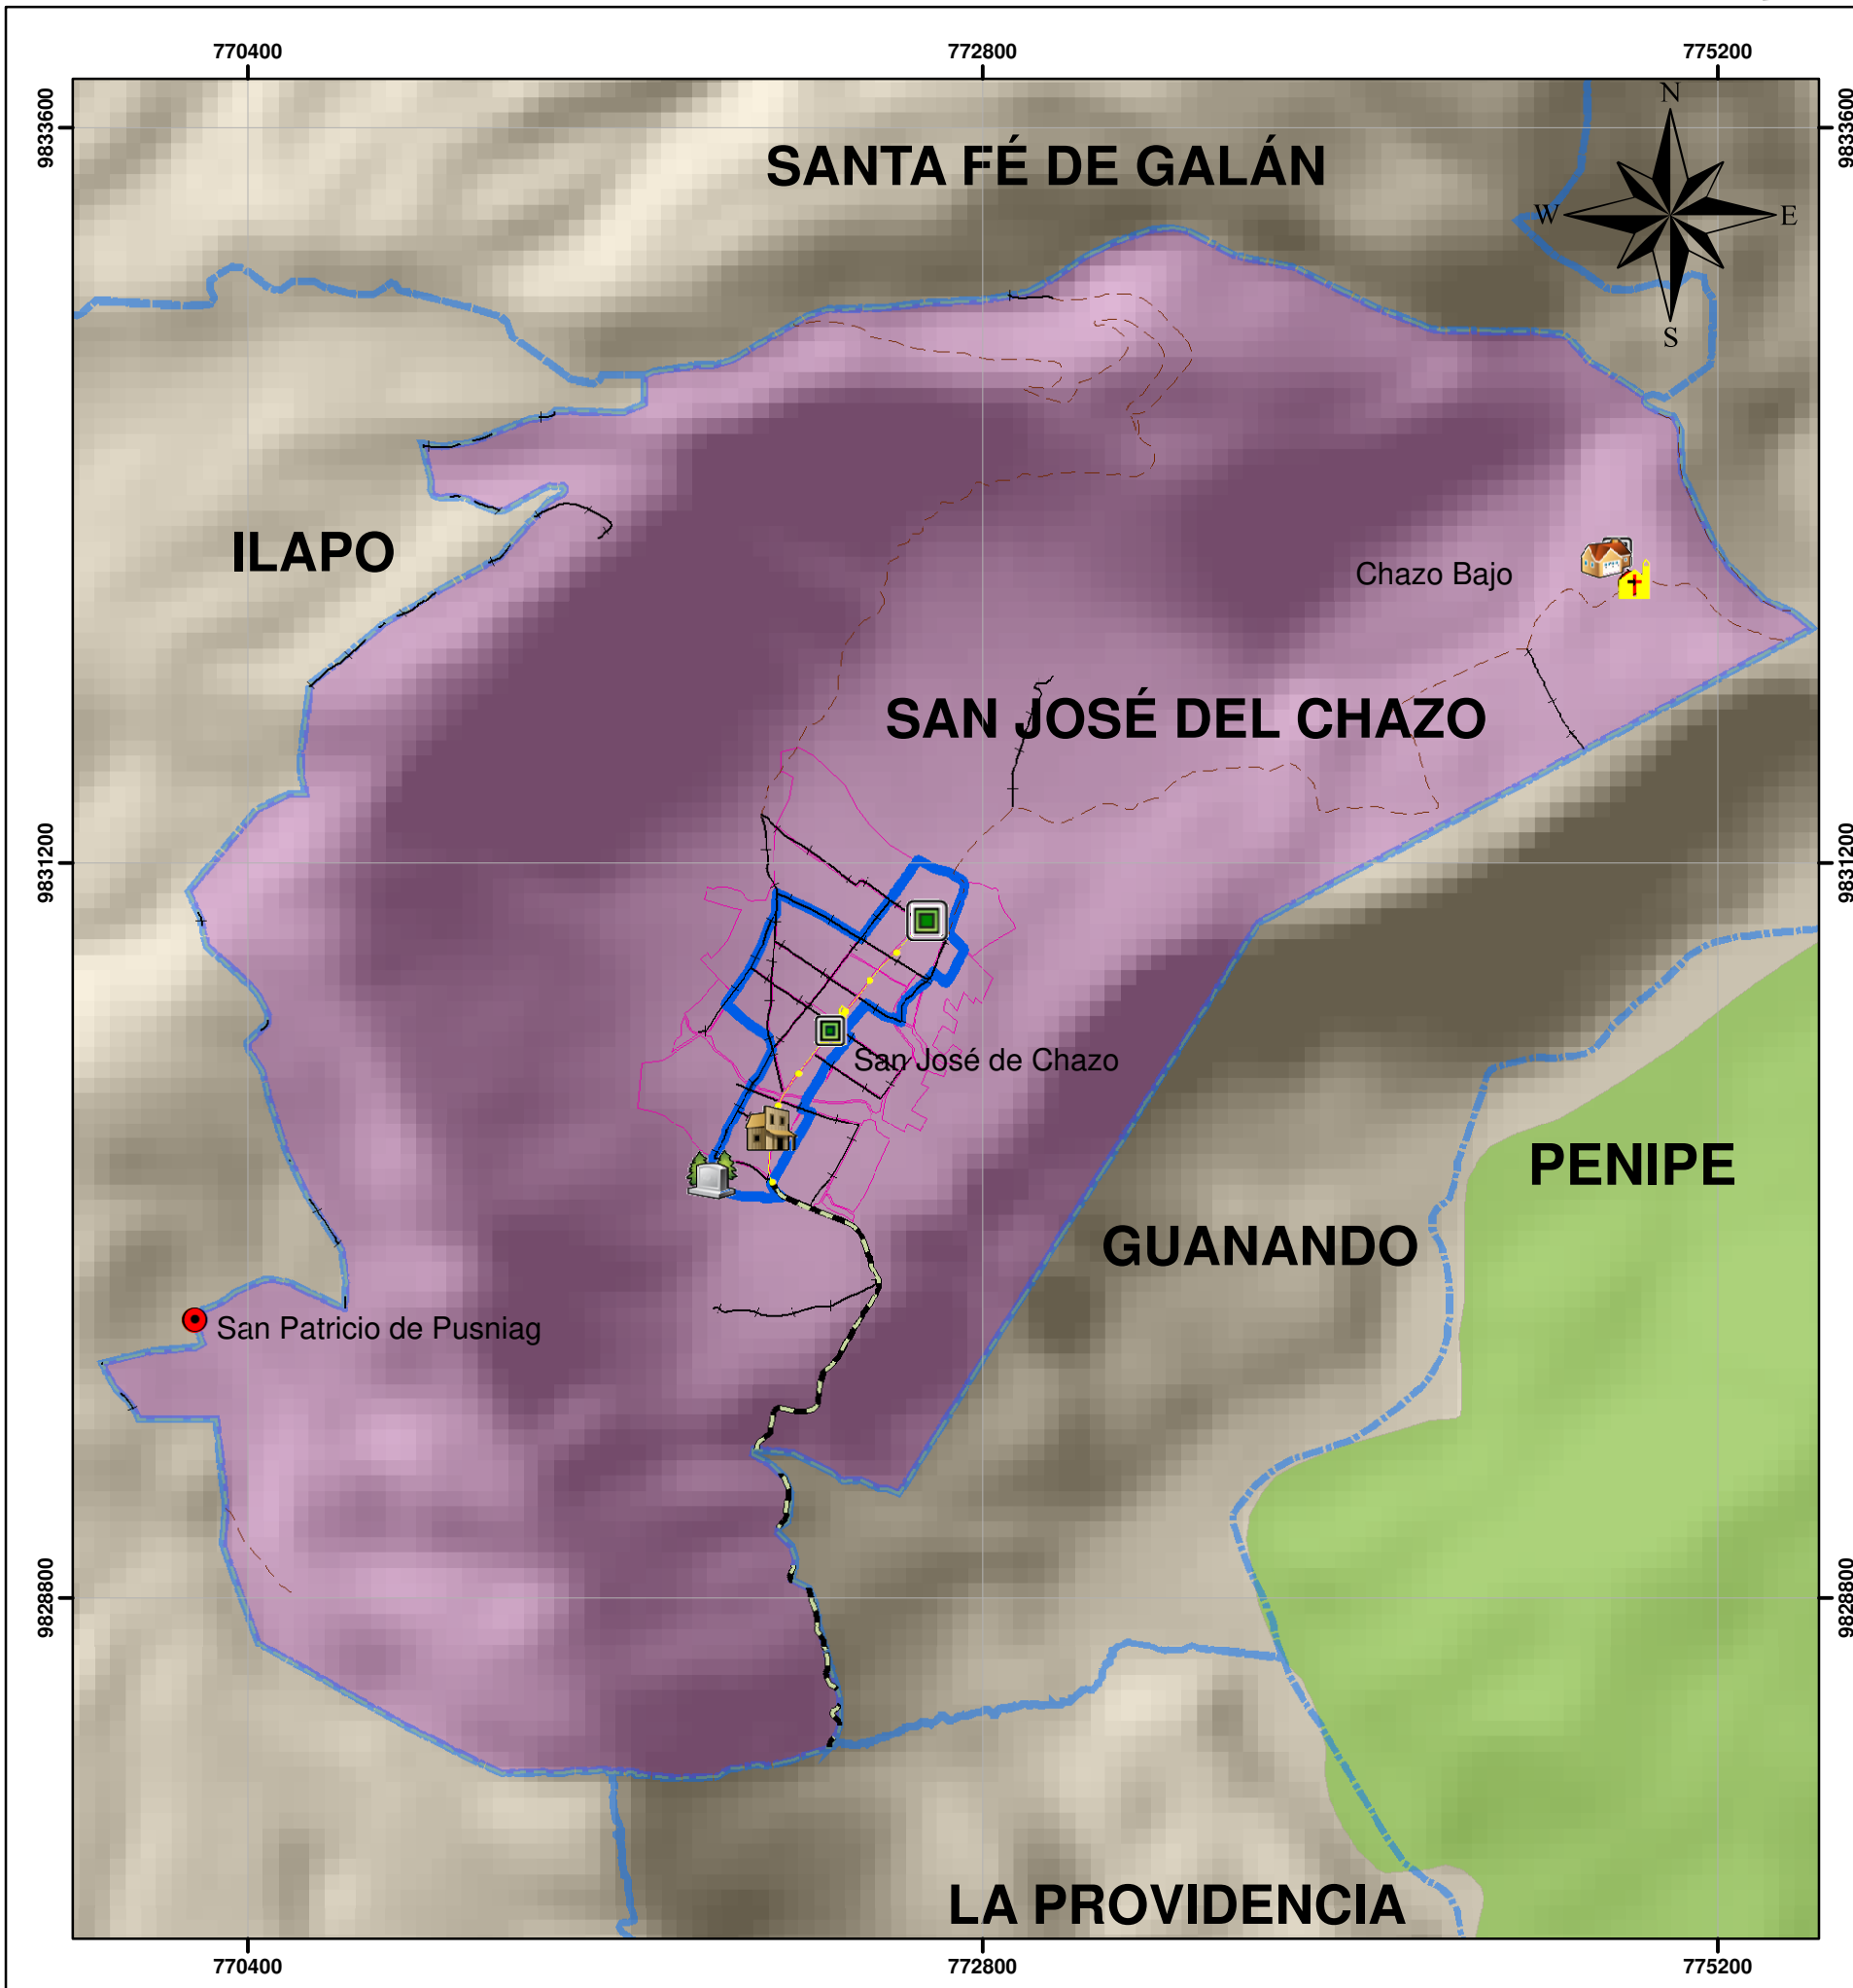 770400 772800 775200
9833600 9833600
N
W E
S
SANTA FÉ DE GALÁN
ILAPO
Chazo Bajo
SAN JOSÉ DEL CHAZO
9831200 9831200
San José de Chazo
PENIPE
GUANANDO
San Patricio de Pusniag
9828800 9828800
LA PROVIDENCIA
770400 772800 775200